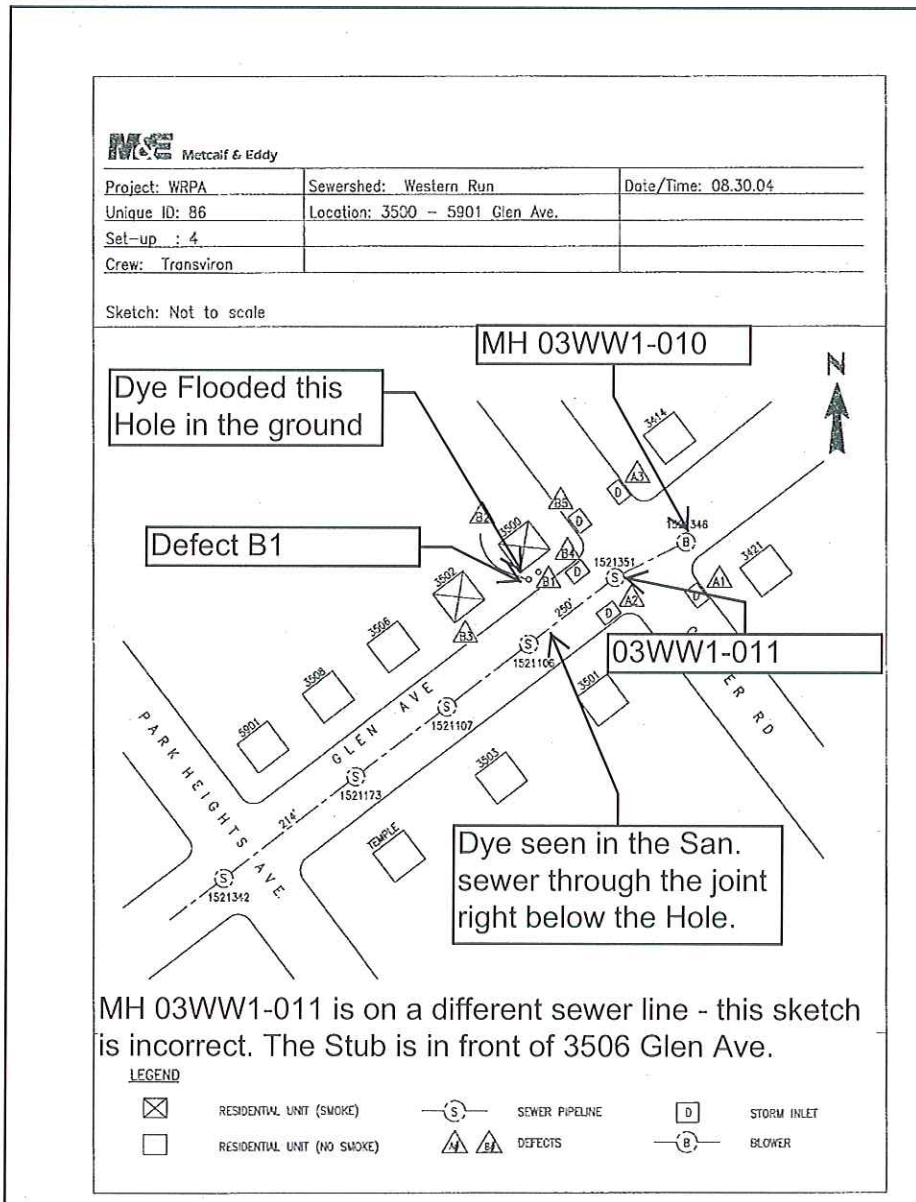 M&E Metcalf & Eddy
Project: WRPA
Sewershed: Western Run
Date/Time: 08.30.04
Unique ID: 86
Location: 3500 - 5901 Glen Ave.
Set-up : 4
Crew: Transviron
Sketch: Not to scale
MH 03WW1-010
N
Dye Flooded this
Hole in the ground
3414
A3
D
B5
D
B2
3500
Defect B1
B4
B
1521351
3421
3502
B1
D
S
A1
D
250'
A2
D
3506
B3
S
1521106
03WW1-011
3508
3501
RD
5901
GLEN AVE
S
1521107
PARK HEIGHTS AVE.
3503
S
1521173
214'
TEMPLE
Dye seen in the San.
sewer through the joint
right below the Hole.
S
1521342
MH 03WW1-011 is on a different sewer line - this sketch
is incorrect. The Stub is in front of 3506 Glen Ave.
LEGEND
RESIDENTIAL UNIT (SMOKE)
S
SEWER PIPELINE
D
STORM INLET
RESIDENTIAL UNIT (NO SMOKE)
DEFECTS
B
BLOWER